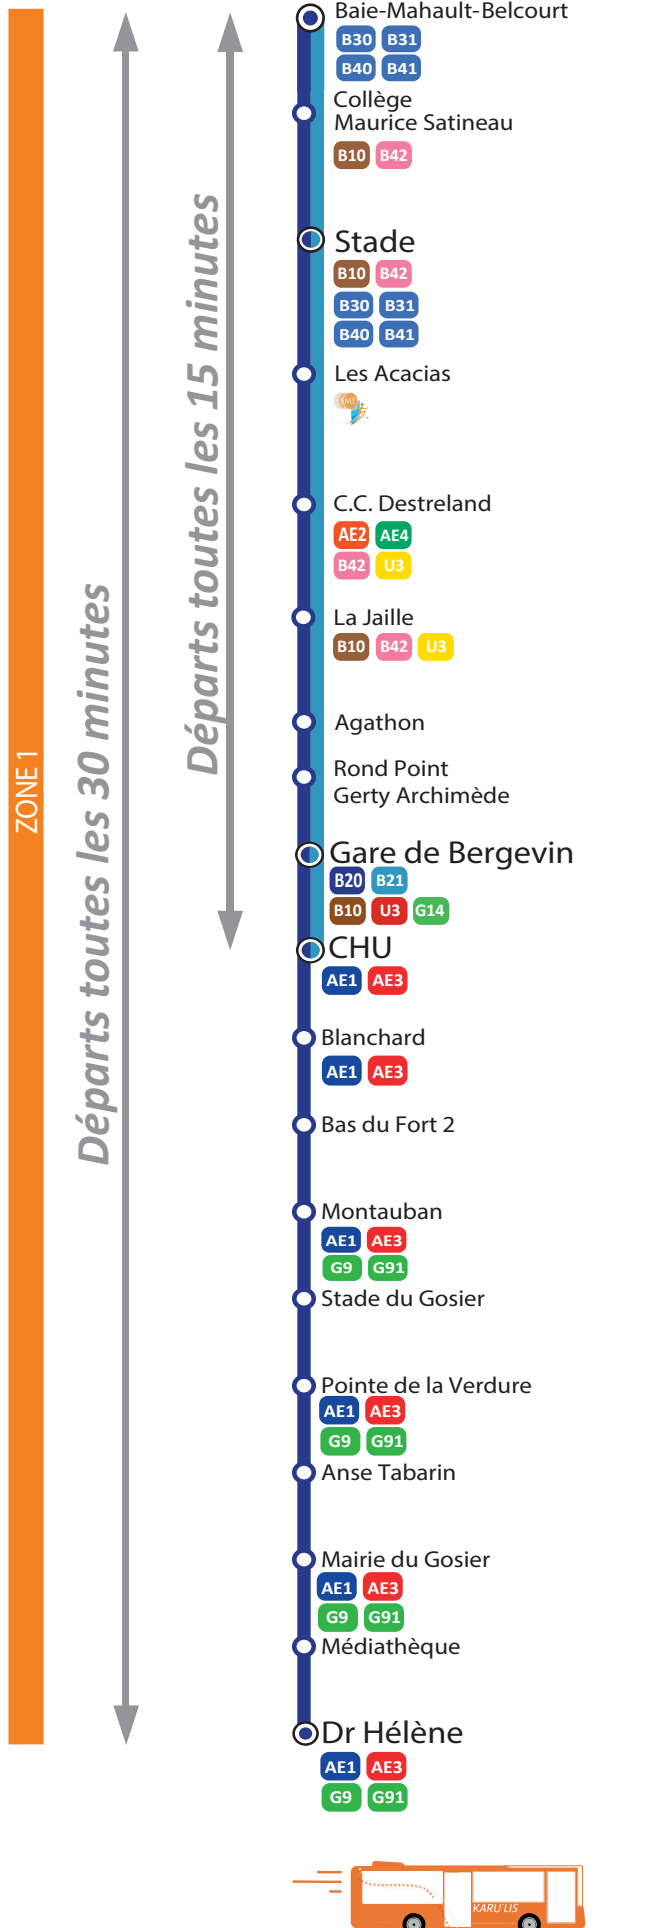 Baie-Mahault-Belcourt
B30 B31
B40 B41
Collège
Maurice Satineau
B10 B42
Stade
B10 B42
B30 B31
B40 B41
Les Acacias
SMT
C.C. Destreland
AE2 AE4
B42 U3
La Jaille
B10 B42 U3
Agathon
Rond Point
Gerty Archimède
Gare de Bergevin
B20 B21
B10 U3 G14
CHU
AE1 AE3
Blanchard
AE1 AE3
Bas du Fort 2
Montauban
AE1 AE3
G9 G91
Stade du Gosier
Pointe de la Verdure
AE1 AE3
G9 G91
Anse Tabarin
Mairie du Gosier
AE1 AE3
G9 G91
Médiathèque
Dr Hélène
AE1 AE3
G9 G91
ZONE 1
Départs toutes les 30 minutes
Départs toutes les 15 minutes
KARU'LIS